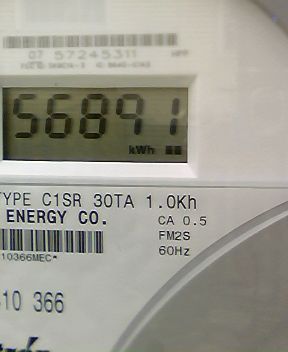 07 57245311
56891
kWh
TYPE C1SR 30TA 1.0Kh
ENERGY CO.
CA 0.5
FM2S
60Hz
10366MEC*
10 366